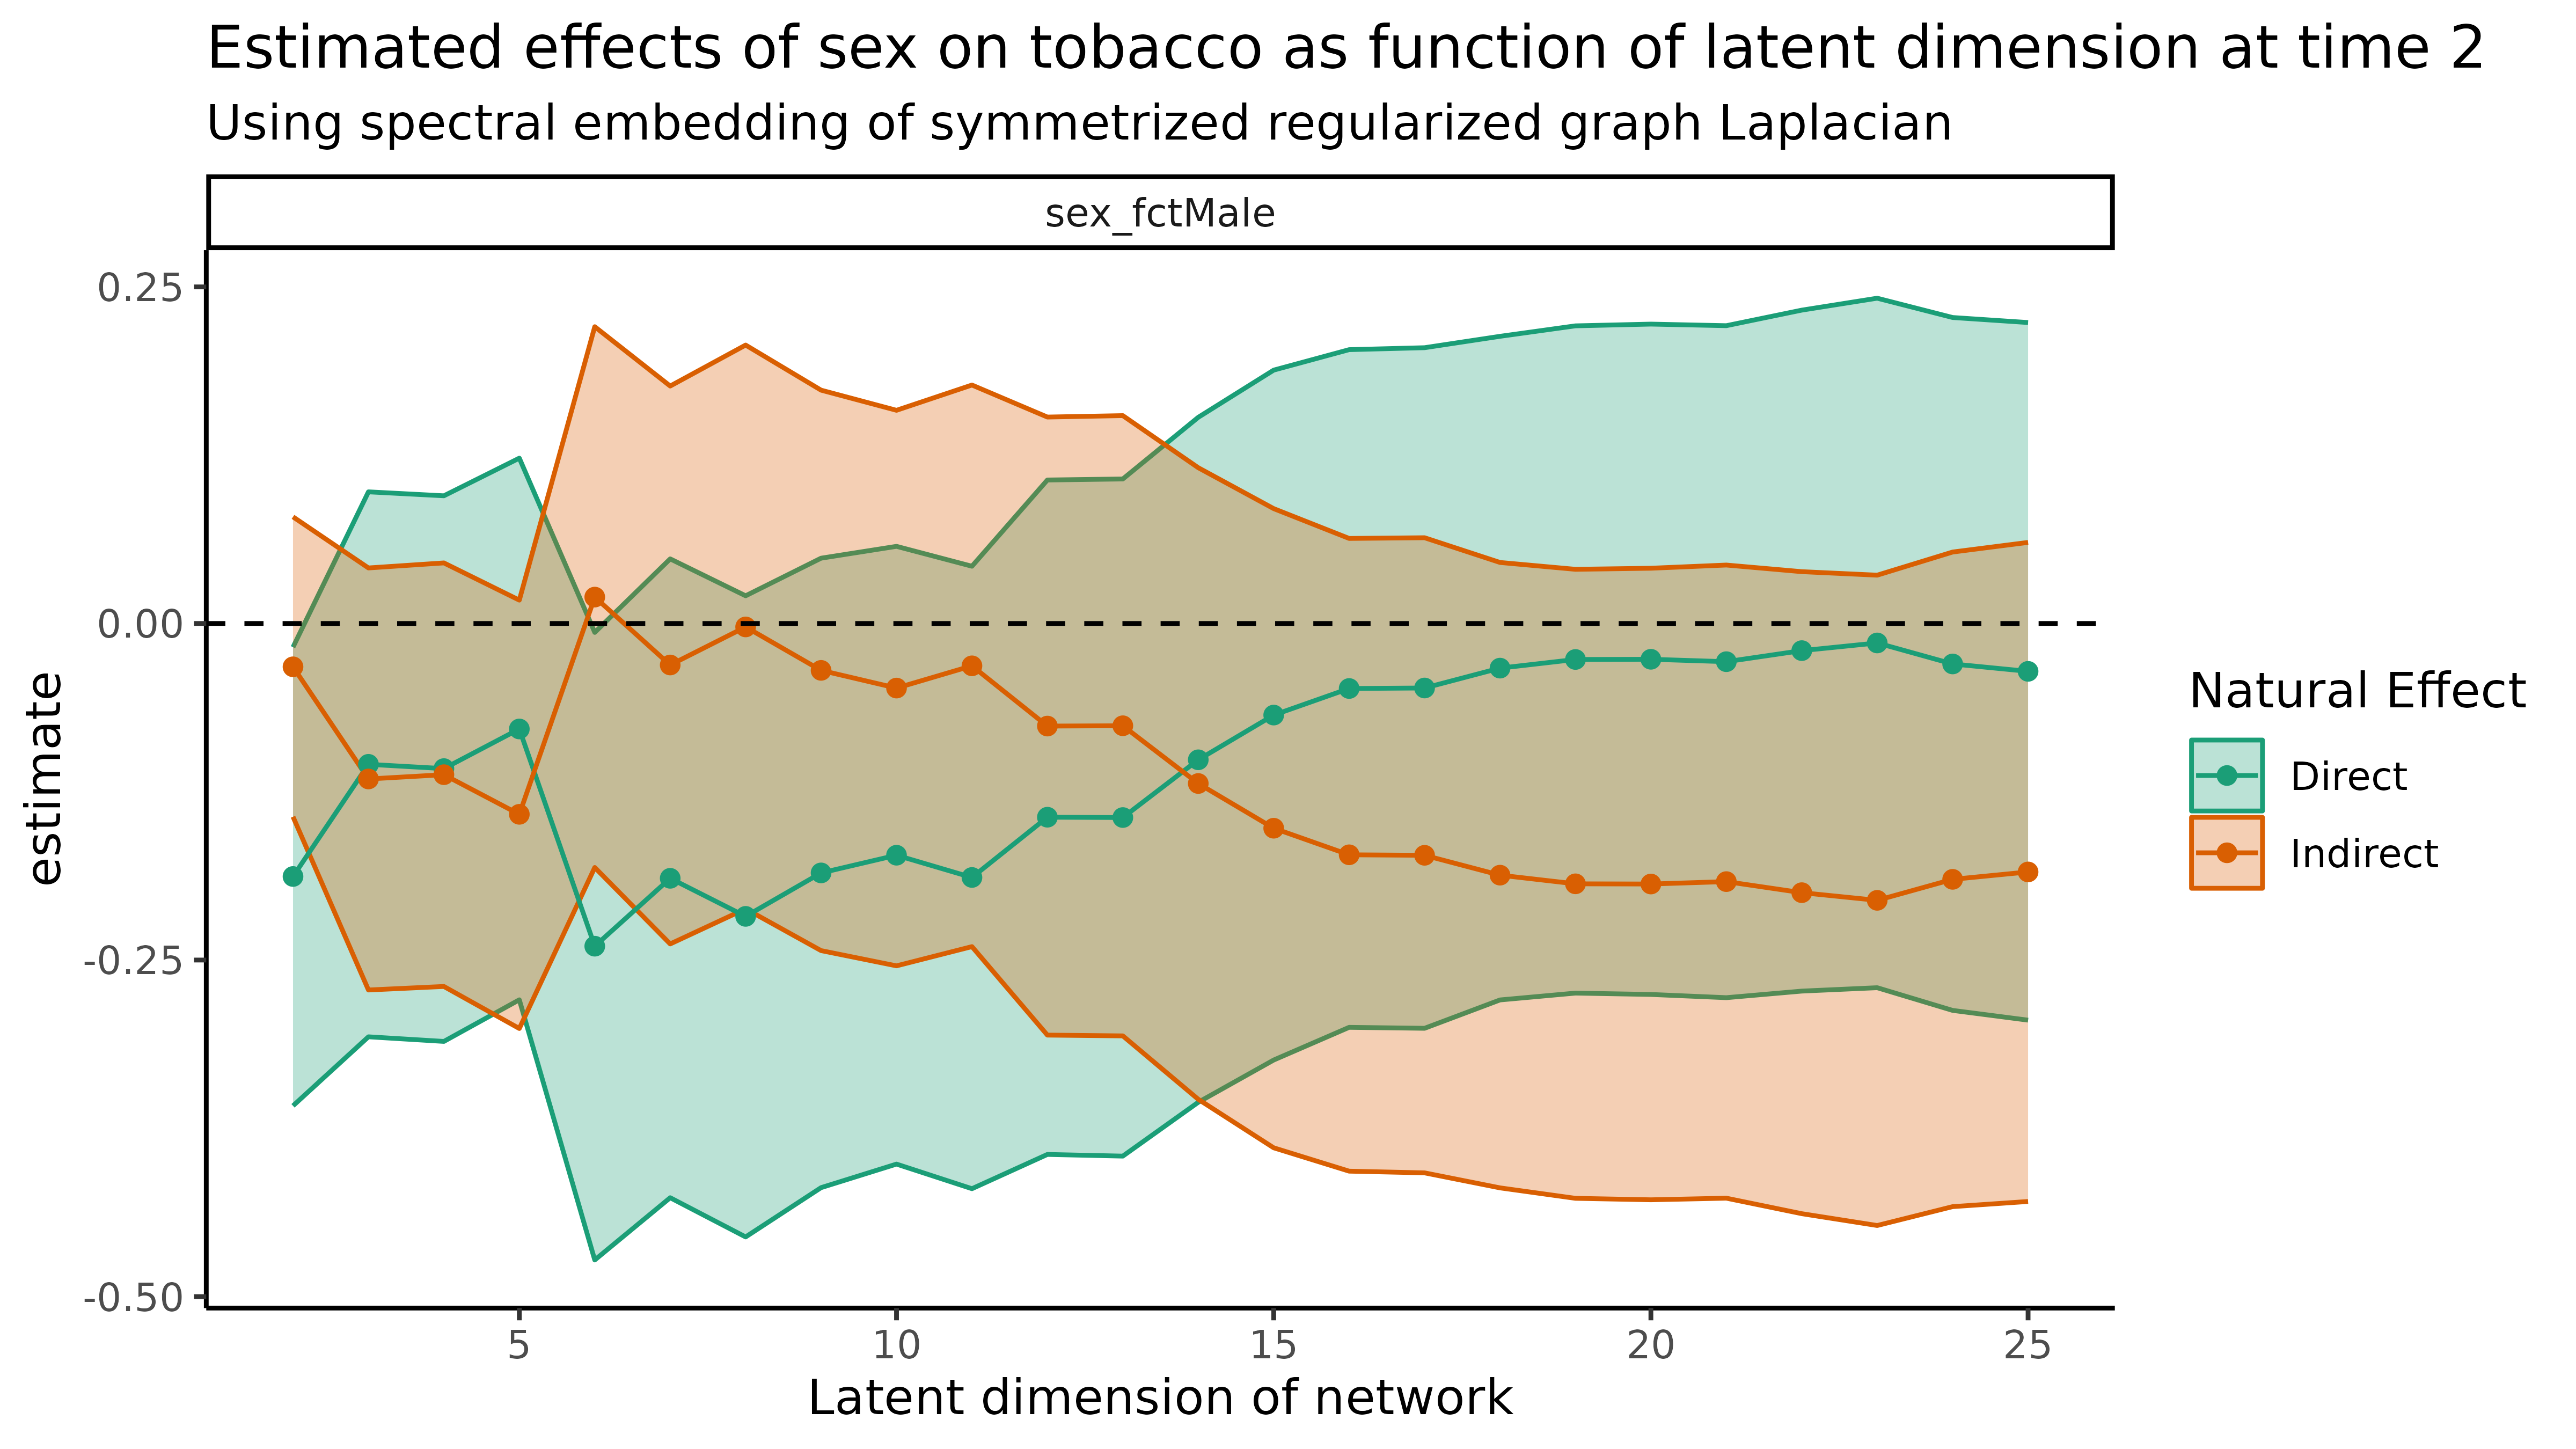 Estimated effects of sex on tobacco as function of latent dimension at time 2
Using spectral embedding of symmetrized regularized graph Laplacian
sex_fctMale
0.25
0.00
-0.25
-0.50
estimate
5 10 15 20 25
Latent dimension of network
Natural Effect
Direct
Indirect